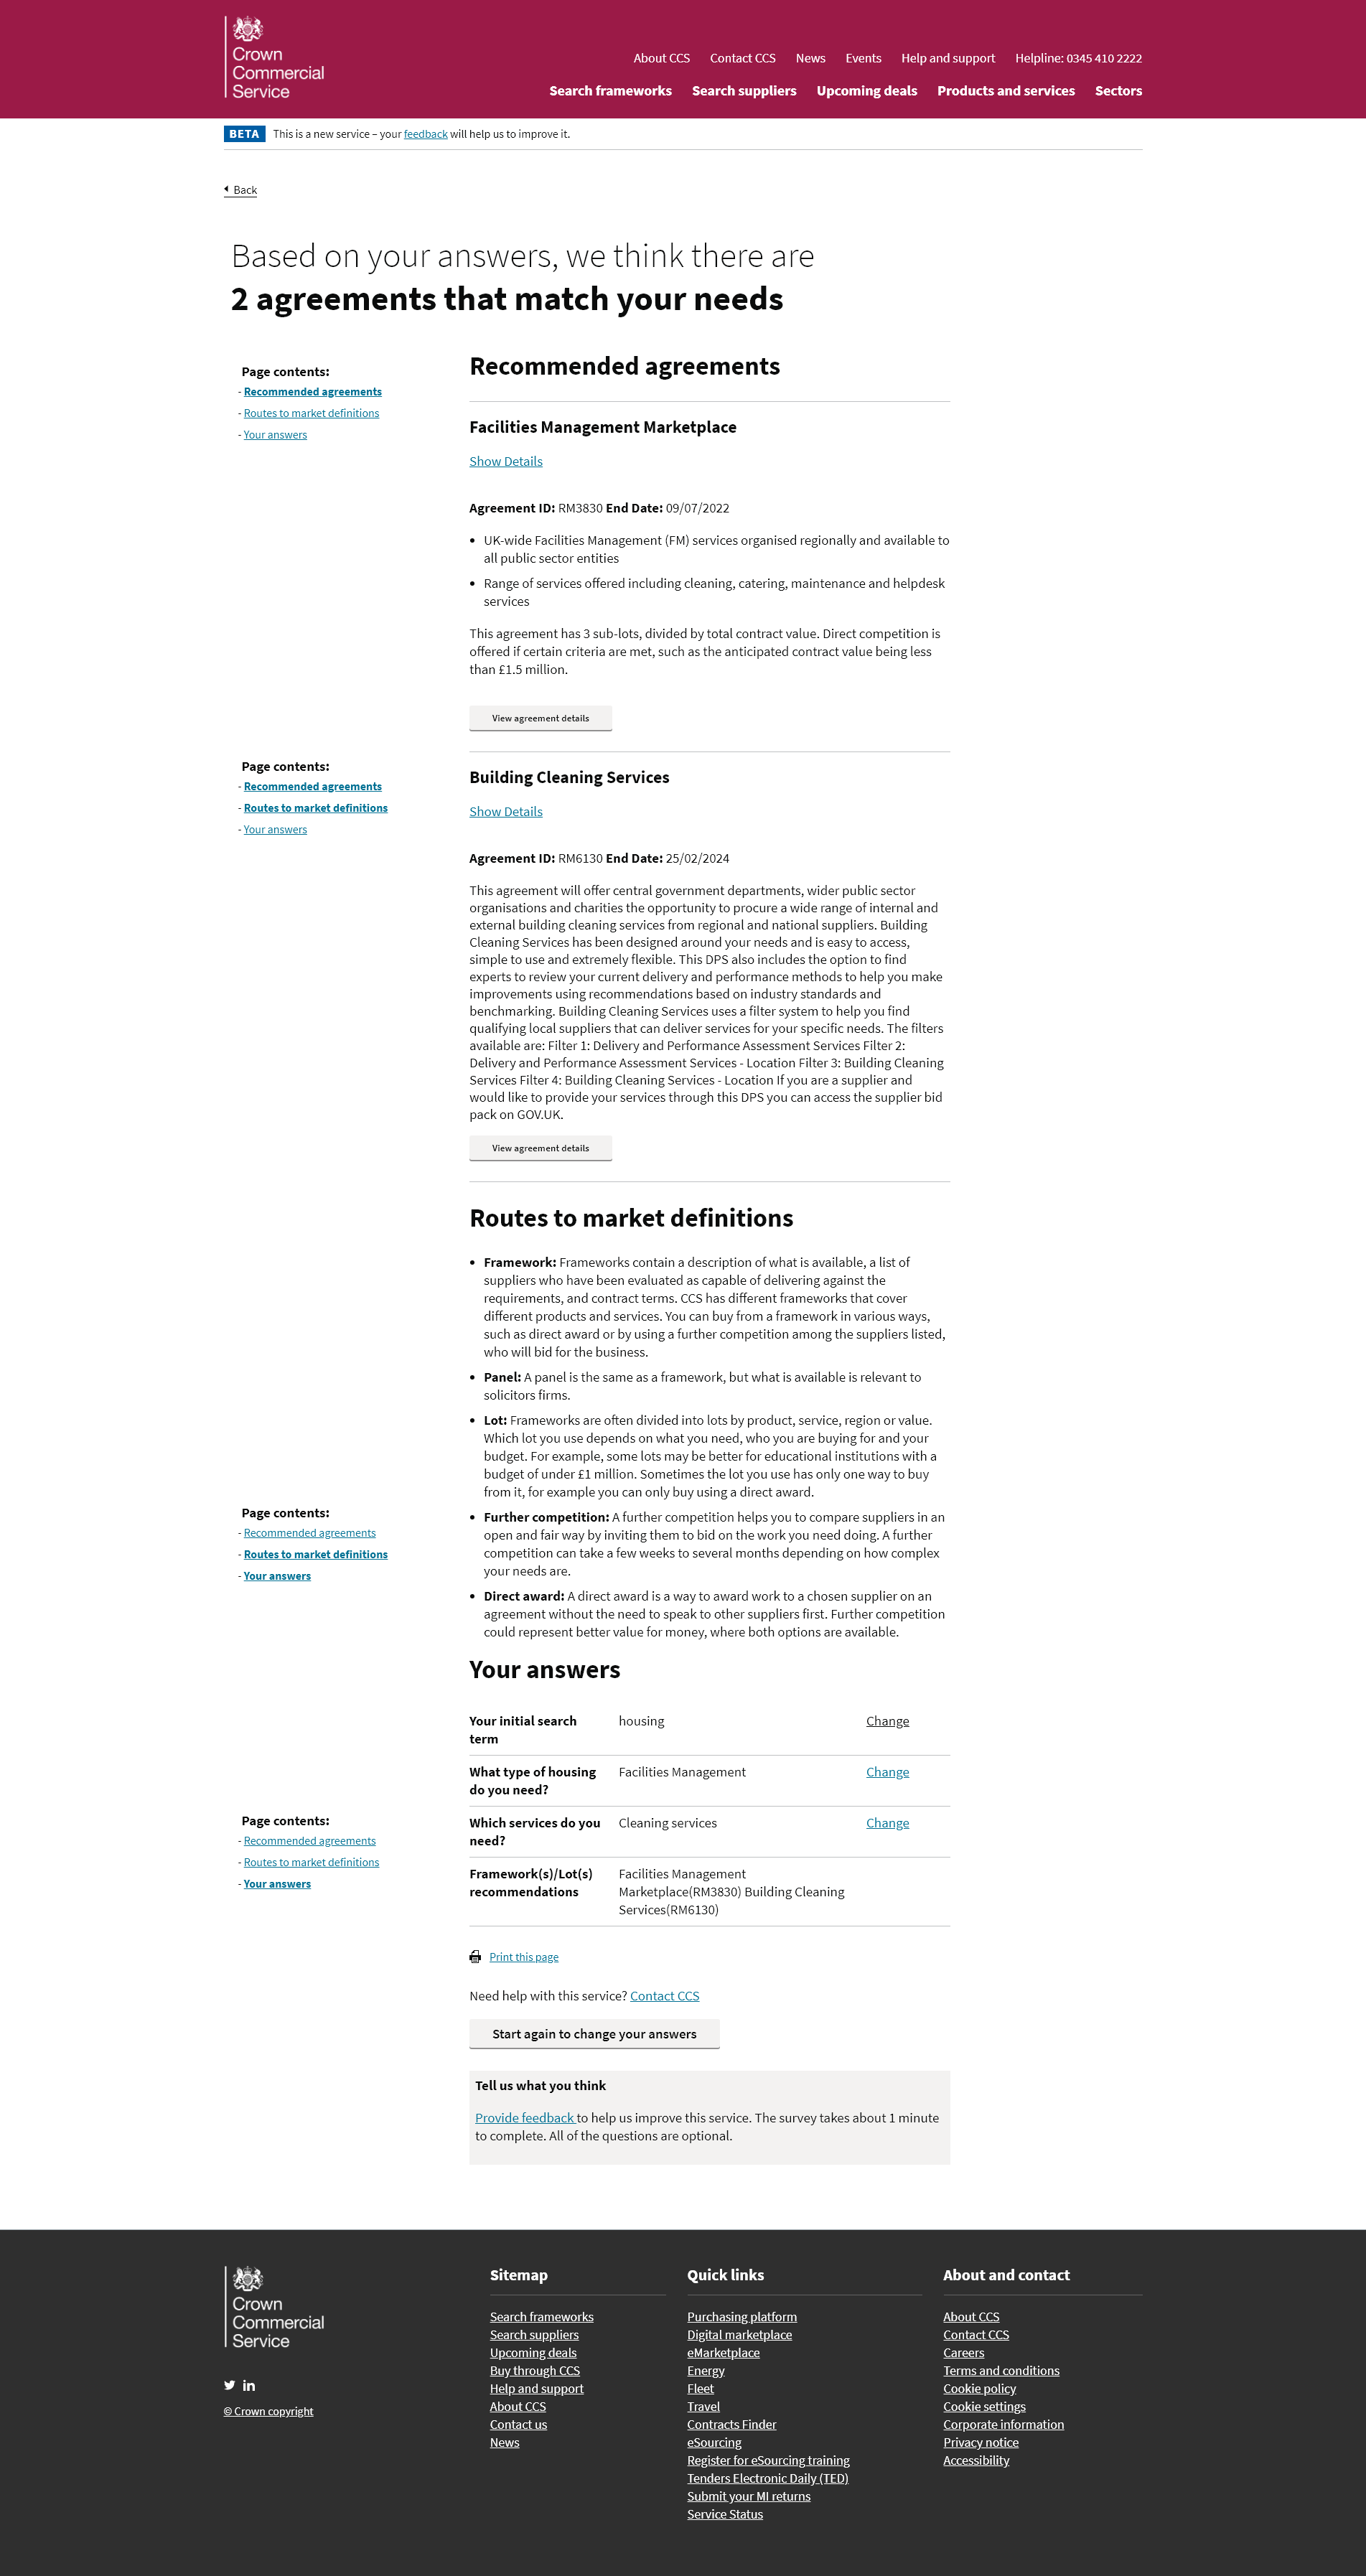 Crown
Commercial
Service
About CCS Contact CCS News Events Help and support Helpline: 0345 410 2222
Search frameworks Search suppliers Upcoming deals Products and services Sectors
BETA This is a new service – your feedback will help us to improve it.
Back
Based on your answers, we think there are
2 agreements that match your needs
Page contents:
- Recommended agreements
- Routes to market definitions
- Your answers
Recommended agreements
Facilities Management Marketplace
Show Details
Agreement ID: RM3830 End Date: 09/07/2022
• UK-wide Facilities Management (FM) services organised regionally and available to
all public sector entities
• Range of services offered including cleaning, catering, maintenance and helpdesk
services
This agreement has 3 sub-lots, divided by total contract value. Direct competition is
offered if certain criteria are met, such as the anticipated contract value being less
than £1.5 million.
View agreement details
Page contents:
- Recommended agreements
- Routes to market definitions
- Your answers
Building Cleaning Services
Show Details
Agreement ID: RM6130 End Date: 25/02/2024
This agreement will offer central government departments, wider public sector
organisations and charities the opportunity to procure a wide range of internal and
external building cleaning services from regional and national suppliers. Building
Cleaning Services has been designed around your needs and is easy to access,
simple to use and extremely flexible. This DPS also includes the option to find
experts to review your current delivery and performance methods to help you make
improvements using recommendations based on industry standards and
benchmarking. Building Cleaning Services uses a filter system to help you find
qualifying local suppliers that can deliver services for your specific needs. The filters
available are: Filter 1: Delivery and Performance Assessment Services Filter 2:
Delivery and Performance Assessment Services - Location Filter 3: Building Cleaning
Services Filter 4: Building Cleaning Services - Location If you are a supplier and
would like to provide your services through this DPS you can access the supplier bid
pack on GOV.UK.
View agreement details
Routes to market definitions
• Framework: Frameworks contain a description of what is available, a list of
suppliers who have been evaluated as capable of delivering against the
requirements, and contract terms. CCS has different frameworks that cover
different products and services. You can buy from a framework in various ways,
such as direct award or by using a further competition among the suppliers listed,
who will bid for the business.
• Panel: A panel is the same as a framework, but what is available is relevant to
solicitors firms.
• Lot: Frameworks are often divided into lots by product, service, region or value.
Which lot you use depends on what you need, who you are buying for and your
budget. For example, some lots may be better for educational institutions with a
budget of under £1 million. Sometimes the lot you use has only one way to buy
from it, for example you can only buy using a direct award.
Page contents:
- Recommended agreements
- Routes to market definitions
- Your answers
• Further competition: A further competition helps you to compare suppliers in an
open and fair way by inviting them to bid on the work you need doing. A further
competition can take a few weeks to several months depending on how complex
your needs are.
• Direct award: A direct award is a way to award work to a chosen supplier on an
agreement without the need to speak to other suppliers first. Further competition
could represent better value for money, where both options are available.
Your answers
Your initial search housing Change
term
What type of housing Facilities Management Change
do you need?
Which services do you Cleaning services Change
need?
Page contents:
- Recommended agreements
- Routes to market definitions
- Your answers
Framework(s)/Lot(s) Facilities Management
recommendations Marketplace(RM3830) Building Cleaning
Services(RM6130)
Print this page
Need help with this service? Contact CCS
Start again to change your answers
Tell us what you think
Provide feedback to help us improve this service. The survey takes about 1 minute
to complete. All of the questions are optional.
Crown
Commercial
Service
© Crown copyright
Sitemap
Search frameworks
Search suppliers
Upcoming deals
Buy through CCS
Help and support
About CCS
Contact us
News
Quick links
Purchasing platform
Digital marketplace
eMarketplace
Energy
Fleet
Travel
Contracts Finder
eSourcing
Register for eSourcing training
Tenders Electronic Daily (TED)
Submit your MI returns
Service Status
About and contact
About CCS
Contact CCS
Careers
Terms and conditions
Cookie policy
Cookie settings
Corporate information
Privacy notice
Accessibility